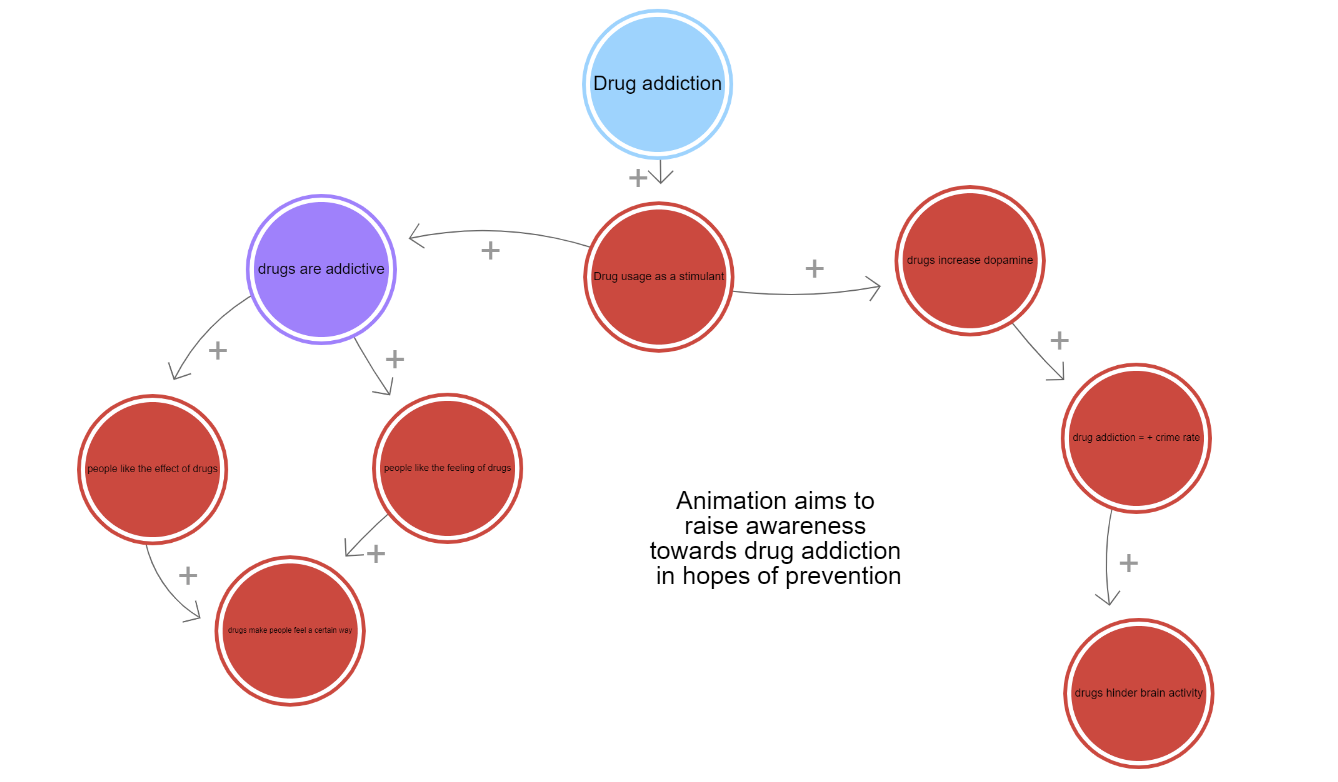 Drug addiction
+
drugs are addictive
+
Drug usage as a stimulant
+
drugs increase dopamine
+
+
+
people like the effect of drugs
people like the feeling of drugs
drug addiction = + crime rate
Animation aims to
raise awareness
towards drug addiction
in hopes of prevention
+
+
+
drugs make people feel a certain way
drugs hInder brain activity